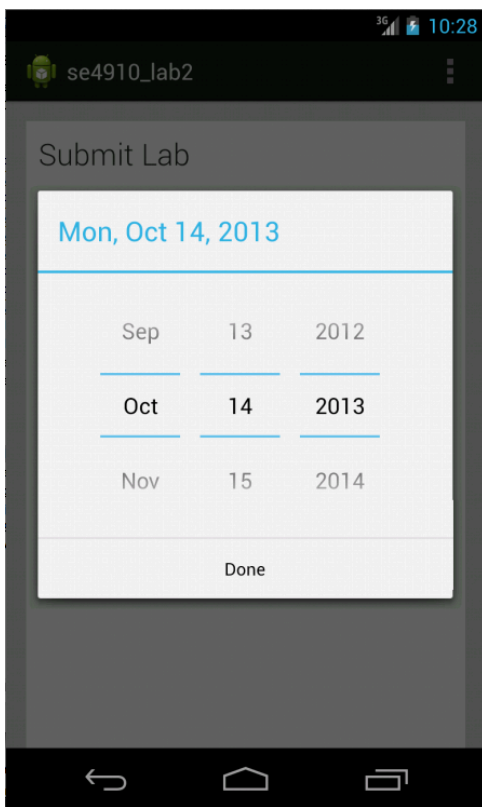 3G 10:28
se4910_lab2
Submit Lab
Mon, Oct 14, 2013
Sep 13 2012
Oct 14 2013
Nov 15 2014
Done